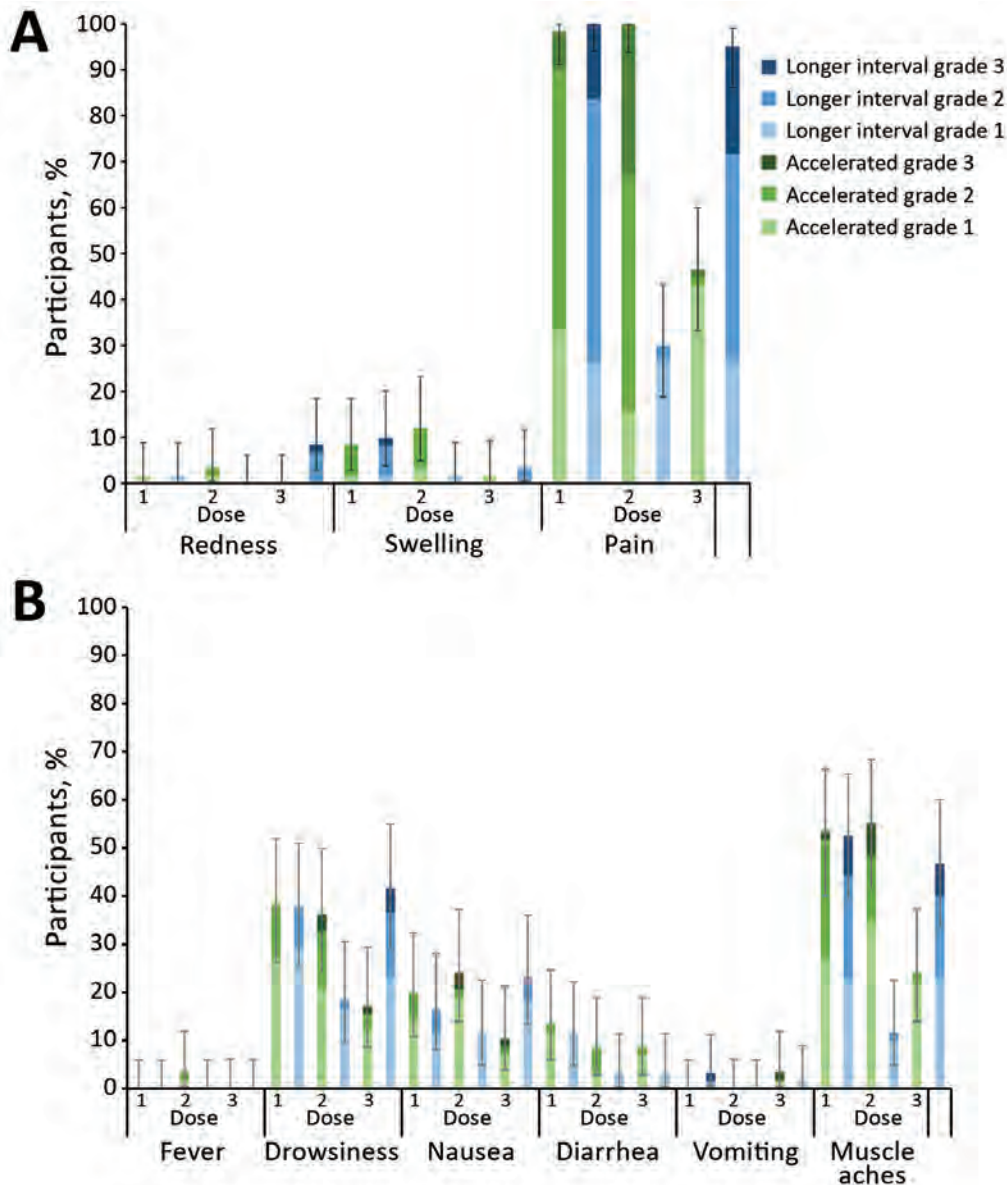 A
100
90
80
70
60
50
40
30
20
10
0
Participants, %
Longer interval grade 3
Longer interval grade 2
Longer interval grade 1
Accelerated grade 3
Accelerated grade 2
Accelerated grade 1
1 2 3 1 2 3 1 2 3
Dose Dose Dose
Redness Swelling Pain
B
100
90
80
70
60
50
40
30
20
10
0
Participants, %
1 2 3 1 2 3 1 2 3 1 2 3 1 2 3 1 2 3
Dose Dose Dose Dose Dose Dose
Fever Drowsiness Nausea Diarrhea Vomiting Muscle
aches